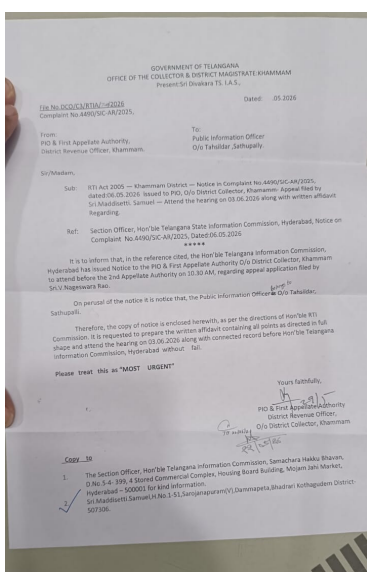 GOVERNMENT OF TELANGANA
OFFICE OF THE COLLECTOR & DISTRICT MAGISTRATE:KHAMMAM
Present:Sri Divakara TS. I.A.S.,
Dated: .05.2026
File No.DCO/C3/RTIA/ /2026
Complaint No.4490/SIC-AR/2025,
From:
PIO & First Appellate Authority,
District Revenue Officer, Khammam.
To:
Public Information Officer
O/o Tahsildar ,Sathupally.
Sir/Madam,
Sub: RTI Act 2005 — Khammam District — Notice in Complaint No.4490/SIC-AR/2025,
dated:06.05.2026 issued to PIO, O/o District Collector, Khammam- Appeal filed by
Sri.Maddisetti. Samuel — Attend the hearing on 03.06.2026 along with written affidavit
Regarding.
Ref: Section Officer, Hon'ble Telangana State Information Commission, Hyderabad, Notice on
Complaint No.4490/SIC-AR/2025, Dated:06.05.2026
*****
It is to inform that, in the reference cited, the Hon'ble Telangana Information Commission,
Hyderabad has issued Notice to the PIO & First Appellate Authority O/o District Collector, Khammam
to attend before the 2nd Appellate Authority on 10.30 AM, regarding appeal application filed by
Sri.V.Nageswara Rao.
belongs to
On perusal of the notice it is notice that, the Public Information Officer O/o Tahsildar,
Sathupalli.
Therefore, the copy of notice is enclosed herewith, as per the directions of Hon'ble RTI
Commission. It is requested to prepare the written affidavit containing all points as directed in full
shape and attend the hearing on 03.06.2026 along with connected record before Hon'ble Telangana
Information Commission, Hyderabad without fail.
Please treat this as "MOST URGENT"
Yours faithfully,
29/5
PIO & First Appellate Authority
District Revenue Officer,
O/o District Collector, Khammam
Copy to
1. The Section Officer, Hon'ble Telangana Information Commission, Samachara Hakku Bhavan,
D.No.5-4- 399, 4 Stored Commercial Complex, Housing Board Building, Mojam Jahi Market,
Hyderabad – 500001 for kind information.
2. Sri.Maddisetti.Samuel,H.No.1-51,Sarojanapuram(V),Dammapeta,Bhadrari Kothagudem District-
507306.